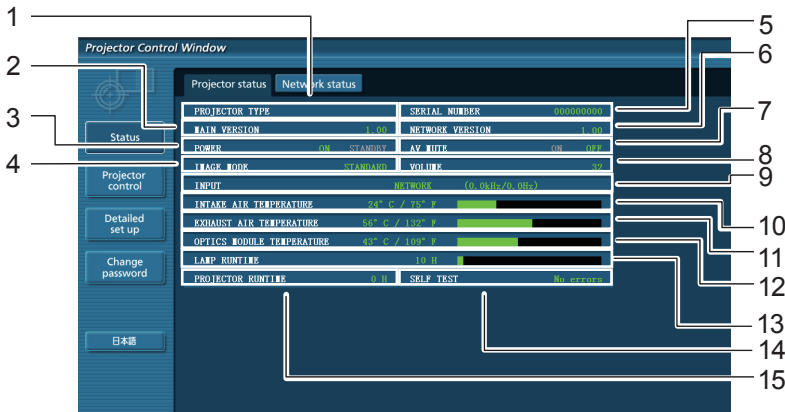 1
2
3
4
5
6
7
8
9
10
11
12
13
14
15
Projector Control Window
Projector status
Network status
Status
Projector
control
Detailed
set up
Change
password
日本語
PROJECTOR TYPE
SERIAL NUMBER 000000000
MAIN VERSION 1.00
NETWORK VERSION 1.00
POWER ON STANDBY
AV MUTE ON OFF
IMAGE MODE STANDARD
VOLUME 32
INPUT NETWORK (0.0kHz/0.0Hz)
INTAKE AIR TEMPERATURE 24° C / 75° F
EXHAUST AIR TEMPERATURE 56° C / 132° F
OPTICS MODULE TEMPERATURE 43° C / 109° F
LAMP RUNTIME 10 H
PROJECTOR RUNTIME 0 H
SELF TEST No errors